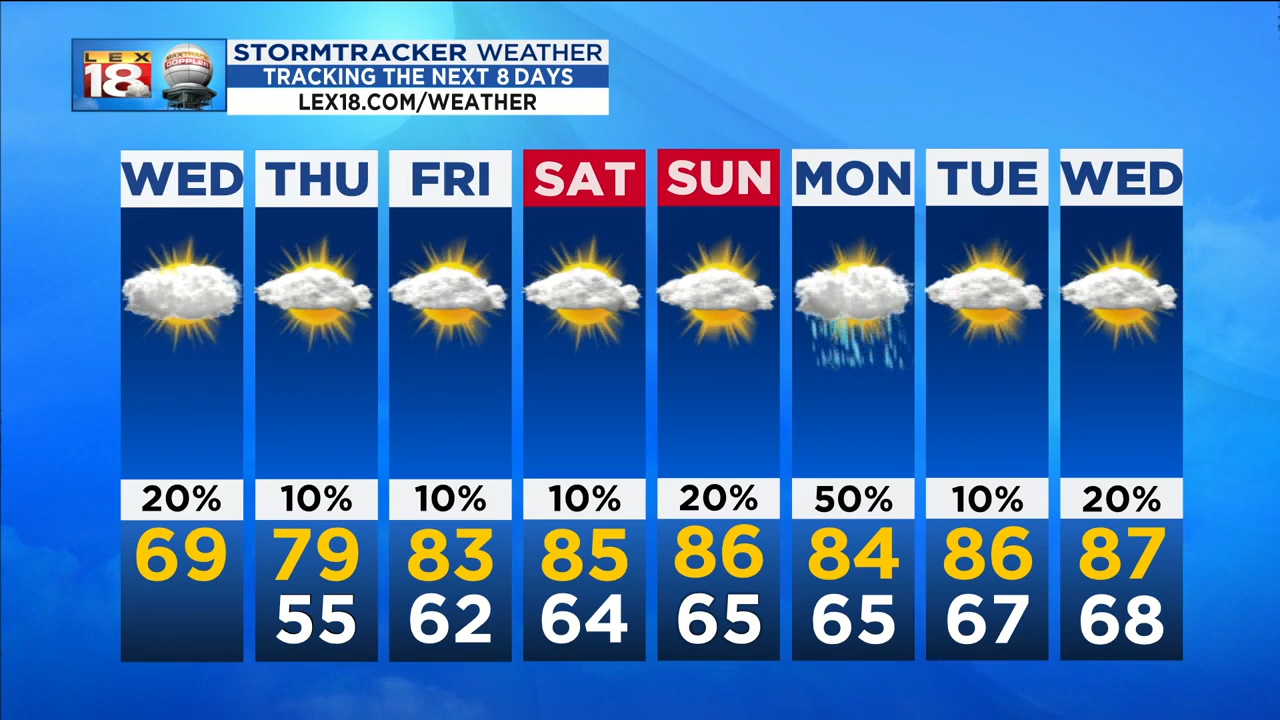 LEX
18
DOPPLER
STORMTRACKER WEATHER
TRACKING THE NEXT 8 DAYS
LEX18.COM/WEATHER
WED THU FRI SAT SUN MON TUE WED
20% 10% 10% 10% 20% 50% 10% 20%
69 79 83 85 86 84 86 87
55 62 64 65 65 67 68